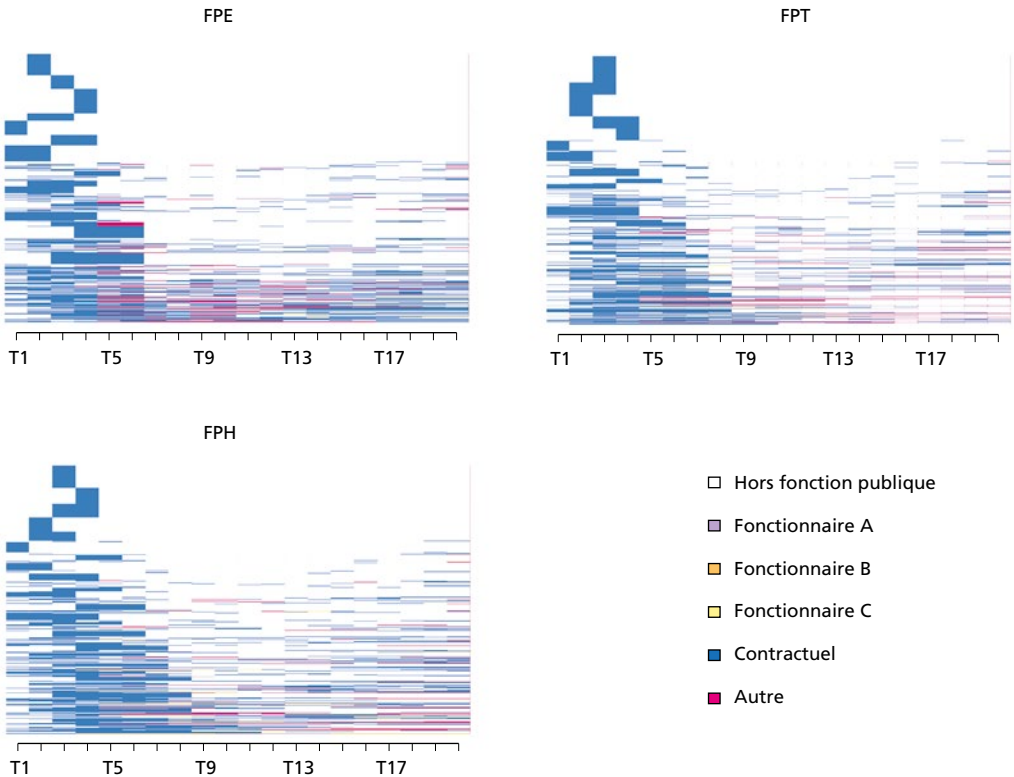 FPE
FPT
T1 T5 T9 T13 T17
T1 T5 T9 T13 T17
FPH
Hors fonction publique
Fonctionnaire A
Fonctionnaire B
Fonctionnaire C
Contractuel
Autre
T1 T5 T9 T13 T17